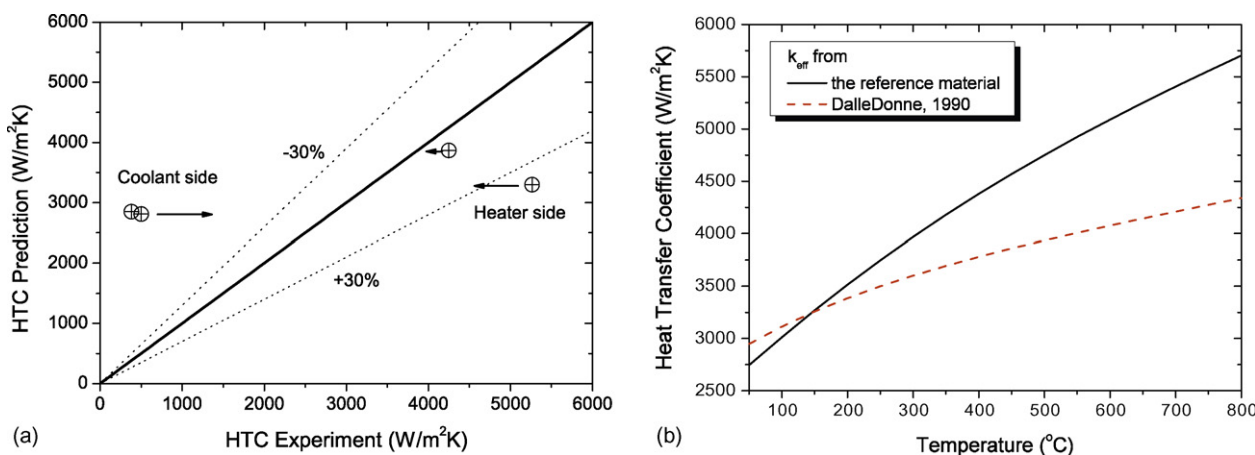 6000
5000
4000
3000
2000
1000
0
0 1000 2000 3000 4000 5000 6000
HTC Prediction (W/m²K)
HTC Experiment (W/m²K)
-30%
Coolant side
Heater side
+30%
(a)
6000
5500
5000
4500
4000
3500
3000
2500
100 200 300 400 500 600 700 800
Heat Transfer Coefficient (W/m²K)
Temperature (°C)
k_eff from
the reference material
DalleDonne, 1990
(b)